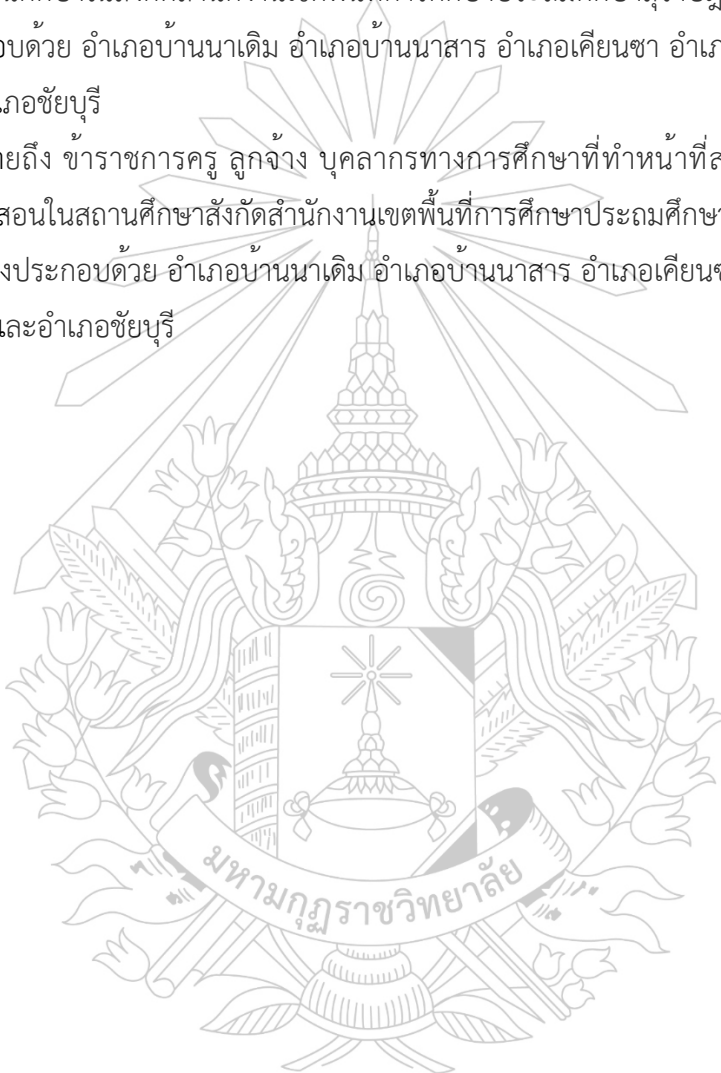 อบด้วย อำเภอบ้านนาเดิม อำเภอบ้านนาสาร อำเภอเคียนซา
เภอชัยบุรี
ายถึง ข้าราชการครู ลูกจ้าง บุคลากรทางการศึกษาที่ทำหน้าที่ส
สอนในสถานศึกษาสังกัดสำนักงานเขตพื้นที่การศึกษาประถมศึกษา
งประกอบด้วย อำเภอบ้านนาเดิม อำเภอบ้านนาสาร อำเภอเคียนซ
และอำเภอชัยบุรี
มหามกุฏราชวิทยาลัย